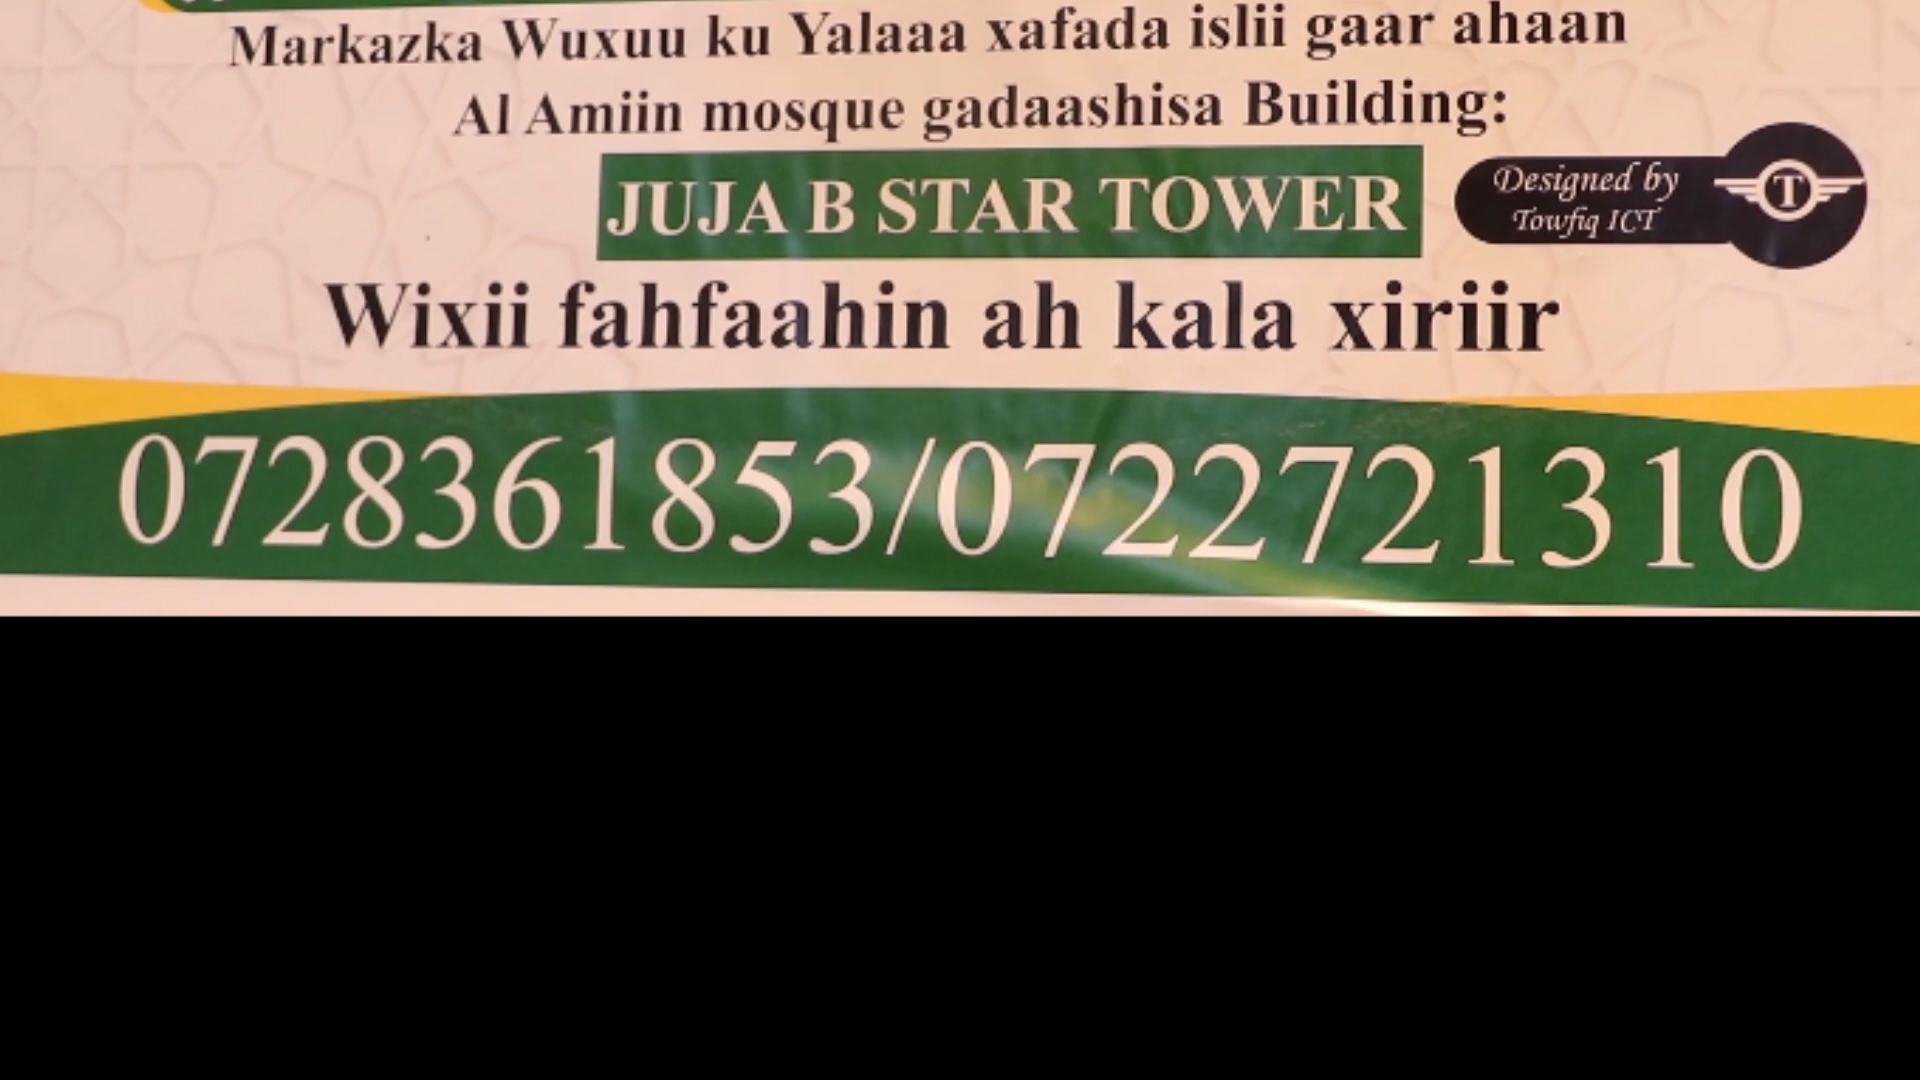 Markazka Wuxuu ku Yalaaa xafada islii gaar ahaan
Al Amiin mosque gadaashisa Building:
JUJA B STAR TOWER
Designed by
Towfiq ICT
T
Wixii fahfaahin ah kala xiriir
0728361853/0722721310